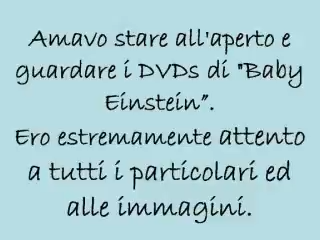 Amavo stare all'aperto e
guardare i DVDs di "Baby
Einstein”.
Ero estremamente attento
a tutti i particolari ed
alle immagini.